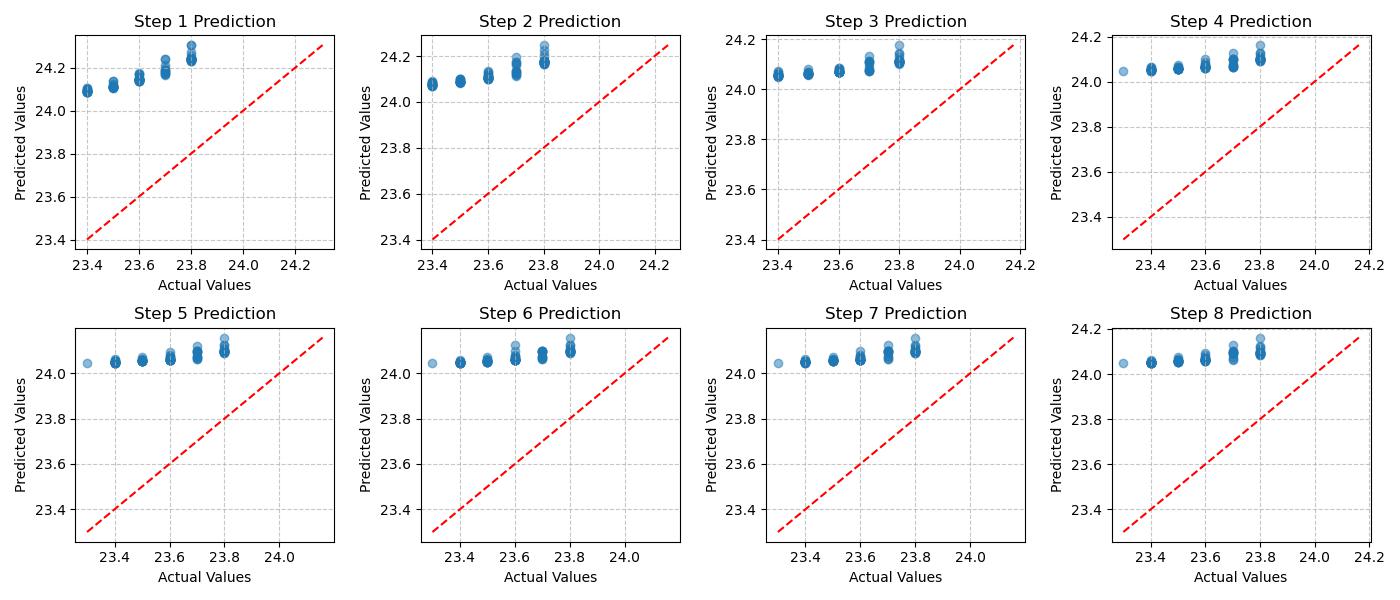 Step 1 Prediction
Predicted Values
24.2
24.0
23.8
23.6
23.4
23.4 23.6 23.8 24.0 24.2
Actual Values
Step 2 Prediction
Predicted Values
24.2
24.0
23.8
23.6
23.4
23.4 23.6 23.8 24.0 24.2
Actual Values
Step 3 Prediction
Predicted Values
24.2
24.0
23.8
23.6
23.4
23.4 23.6 23.8 24.0 24.2
Actual Values
Step 4 Prediction
Predicted Values
24.2
24.0
23.8
23.6
23.4
23.4 23.6 23.8 24.0 24.2
Actual Values
Step 5 Prediction
Predicted Values
24.0
23.8
23.6
23.4
23.4 23.6 23.8 24.0
Actual Values
Step 6 Prediction
Predicted Values
24.0
23.8
23.6
23.4
23.4 23.6 23.8 24.0
Actual Values
Step 7 Prediction
Predicted Values
24.0
23.8
23.6
23.4
23.4 23.6 23.8 24.0
Actual Values
Step 8 Prediction
Predicted Values
24.2
24.0
23.8
23.6
23.4
23.4 23.6 23.8 24.0 24.2
Actual Values